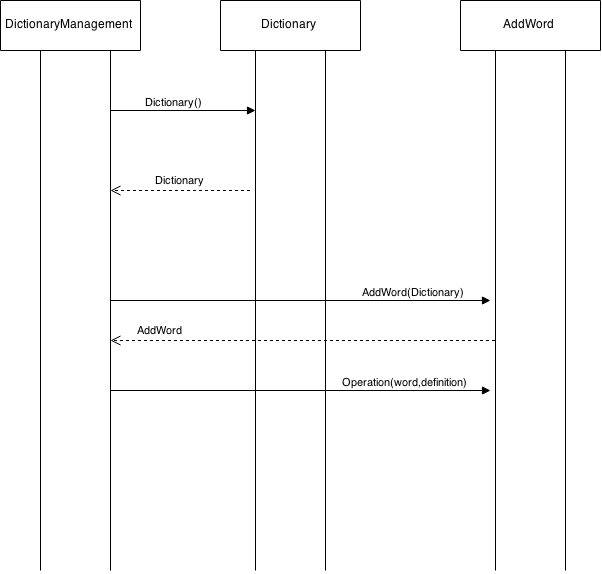 DictionaryManagement
Dictionary
AddWord
Dictionary()
Dictionary
AddWord(Dictionary)
AddWord
Operation(word,definition)